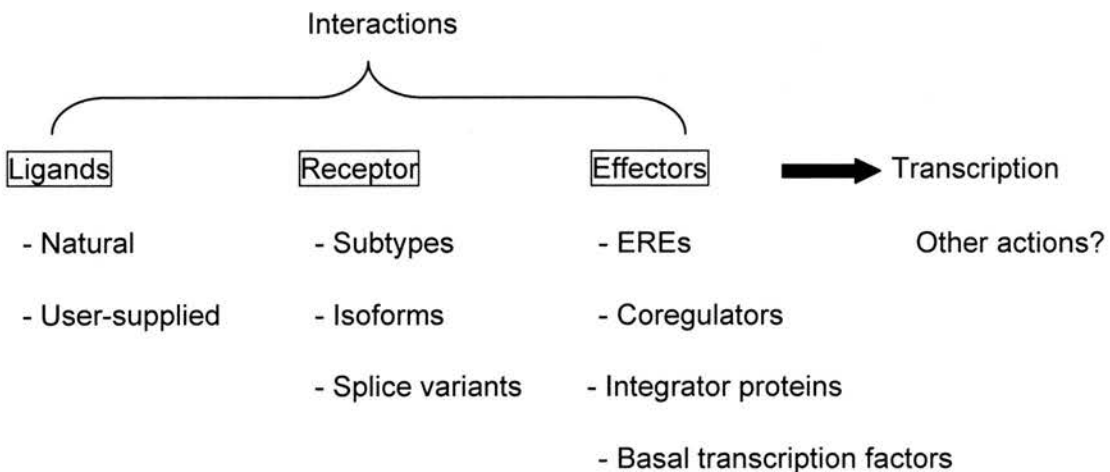 Interactions
Ligands Receptor Effectors Transcription
- Natural - Subtypes - EREs Other actions?
- User-supplied - Isoforms - Coregulators
- Splice variants - Integrator proteins
- Basal transcription factors